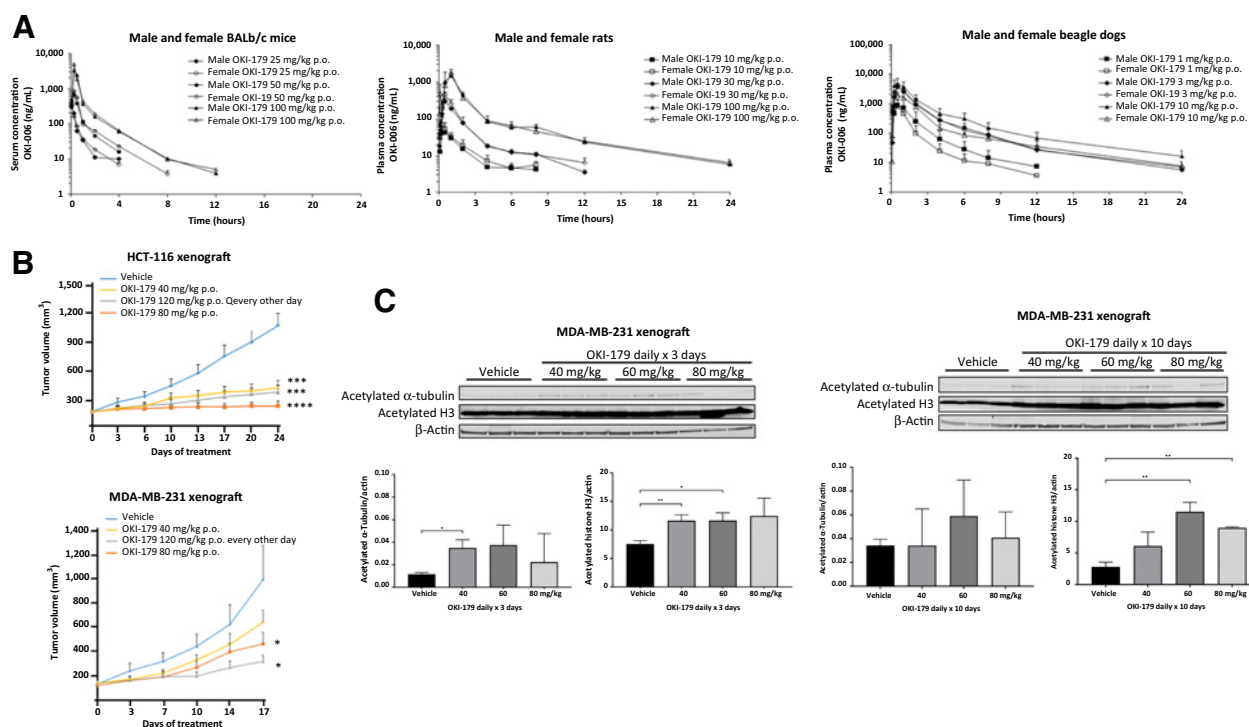 A
Male and female BALb/c mice
Serum concentration
OKI-006 (ng/mL)
10,000
1,000
100
10
1
Male OKI-179 25 mg/kg p.o.
Female OKI-179 25 mg/kg p.o.
Male OKI-179 50 mg/kg p.o.
Female OKI-19 50 mg/kg p.o.
Male OKI-179 100 mg/kg p.o.
Female OKI-179 100 mg/kg p.o.
0 4 8 12 16 20 24
Time (hours)
Male and female rats
Plasma concentration
OKI-006 (ng/mL)
10,000
1,000
100
10
1
Male OKI-179 10 mg/kg p.o.
Female OKI-179 10 mg/kg p.o.
Male OKI-179 30 mg/kg p.o.
Female OKI-19 30 mg/kg p.o.
Male OKI-179 100 mg/kg p.o.
Female OKI-179 100 mg/kg p.o.
0 3 6 9 12 15 18 21 24
Time (hours)
Male and female beagle dogs
Plasma concentration
OKI-006 (ng/mL)
100,000
10,000
1,000
100
10
1
Male OKI-179 1 mg/kg p.o.
Female OKI-179 1 mg/kg p.o.
Male OKI-179 3 mg/kg p.o.
Female OKI-19 3 mg/kg p.o.
Male OKI-179 10 mg/kg p.o.
Female OKI-179 10 mg/kg p.o.
0 3 6 9 12 15 18 21 24
Time (hours)
B
HCT-116 xenograft
Tumor volume (mm³)
1,500
1,200
900
600
300
Vehicle
OKI-179 40 mg/kg p.o.
OKI-179 120 mg/kg p.o. Qevery other day
OKI-179 80 mg/kg p.o.
***
***
****
0 3 6 10 13 17 20 24
Days of treatment
MDA-MB-231 xenograft
Tumor volume (mm³)
1,400
1,200
1,000
800
600
400
200
Vehicle
OKI-179 40 mg/kg p.o.
OKI-179 120 mg/kg p.o. every other day
OKI-179 80 mg/kg p.o.
*
*
0 3 7 10 14 17
Days of treatment
C
MDA-MB-231 xenograft
OKI-179 daily x 3 days
Vehicle 40 mg/kg 60 mg/kg 80 mg/kg
Acetylated α-tubulin
Acetylated H3
β-Actin
Acetylated α-Tubulin/actin
0.10
0.08
0.06
0.04
0.02
0.00
*
Vehicle 40 60 80 mg/kg
OKI-179 daily x 3 days
Acetylated histone H3/actin
20
15
10
5
0
*
**
Vehicle 40 60 80 mg/kg
OKI-179 daily x 3 days
MDA-MB-231 xenograft
OKI-179 daily x 10 days
Vehicle 40 mg/kg 60 mg/kg 80 mg/kg
Acetylated α-tubulin
Acetylated H3
β-Actin
Acetylated α-Tubulin/actin
0.10
0.08
0.06
0.04
0.02
0.00
Vehicle 40 60 80 mg/kg
OKI-179 daily x 10 days
Acetylated histone H3/actin
20
15
10
5
0
**
**
Vehicle 40 60 80 mg/kg
OKI-179 daily x 10 days